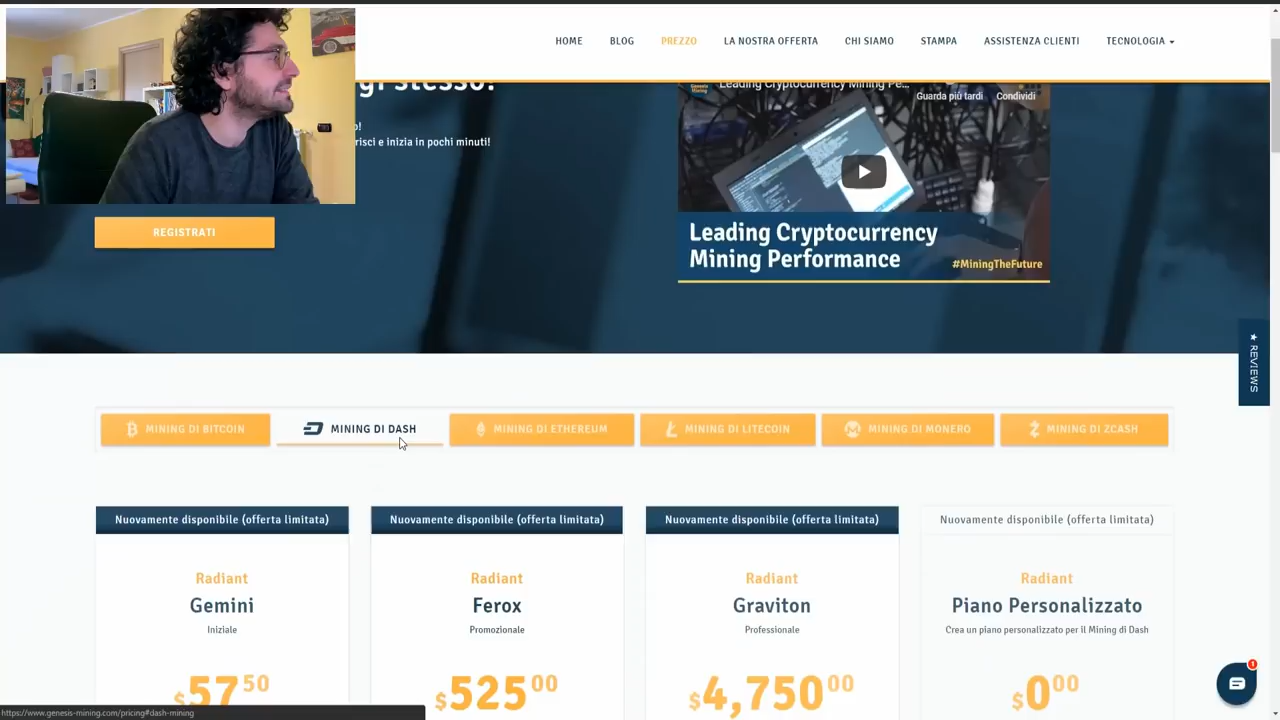 HOME BLOG PREZZO LA NOSTRA OFFERTA CHI SIAMO STAMPA ASSISTENZA CLIENTI TECNOLOGIA
stesso!
o!
risci e inizia in pochi minuti!
REGISTRATI
Genesis Mining
Leading Cryptocurrency Mining Pe...
Guarda più tardi Condividi
Leading Cryptocurrency
Mining Performance
#MiningTheFuture
★ REVIEWS
MINING DI BITCOIN MINING DI DASH MINING DI ETHEREUM MINING DI LITECOIN MINING DI MONERO MINING DI ZCASH
Nuovamente disponibile (offerta limitata)
Radiant
Gemini
Iniziale
$57 50
Nuovamente disponibile (offerta limitata)
Radiant
Ferox
Promozionale
$525 00
Nuovamente disponibile (offerta limitata)
Radiant
Graviton
Professionale
$4,750 00
Nuovamente disponibile (offerta limitata)
Radiant
Piano Personalizzato
Crea un piano personalizzato per il Mining di Dash
$0 00
1
https://www.genesis-mining.com/pricing#dash-mining